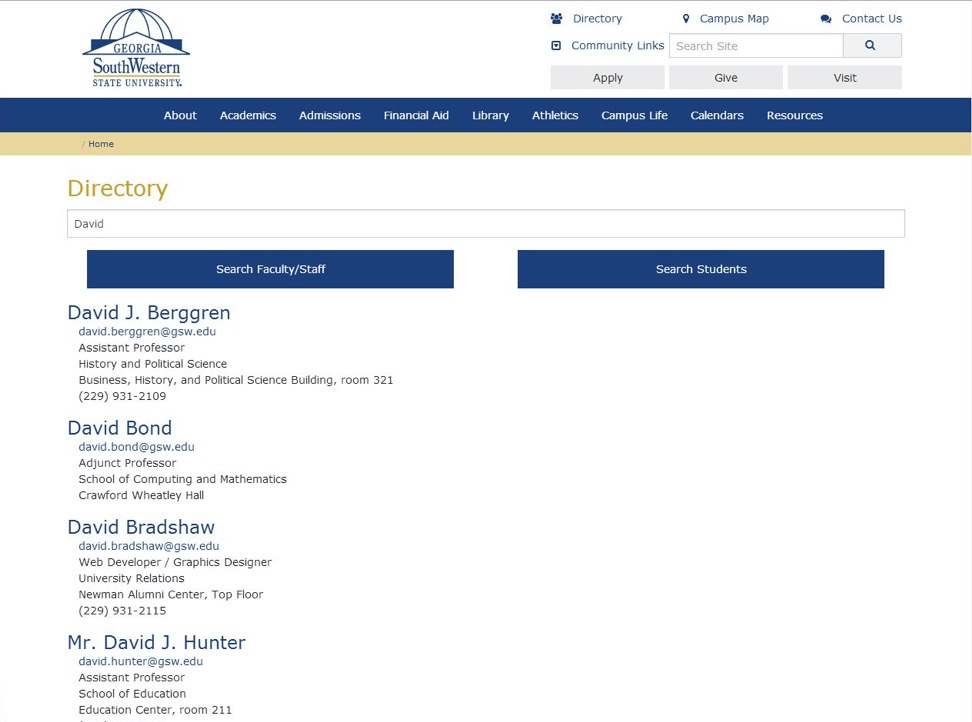 GEORGIA
SouthWestern
STATE UNIVERSITY.
Directory
Campus Map
Contact Us
Community Links
Search Site
Apply
Give
Visit
About
Academics
Admissions
Financial Aid
Library
Athletics
Campus Life
Calendars
Resources
/ Home
Directory
David
Search Faculty/Staff
Search Students
David J. Berggren
david.berggren@gsw.edu
Assistant Professor
History and Political Science
Business, History, and Political Science Building, room 321
(229) 931-2109
David Bond
david.bond@gsw.edu
Adjunct Professor
School of Computing and Mathematics
Crawford Wheatley Hall
David Bradshaw
david.bradshaw@gsw.edu
Web Developer / Graphics Designer
University Relations
Newman Alumni Center, Top Floor
(229) 931-2115
Mr. David J. Hunter
david.hunter@gsw.edu
Assistant Professor
School of Education
Education Center, room 211